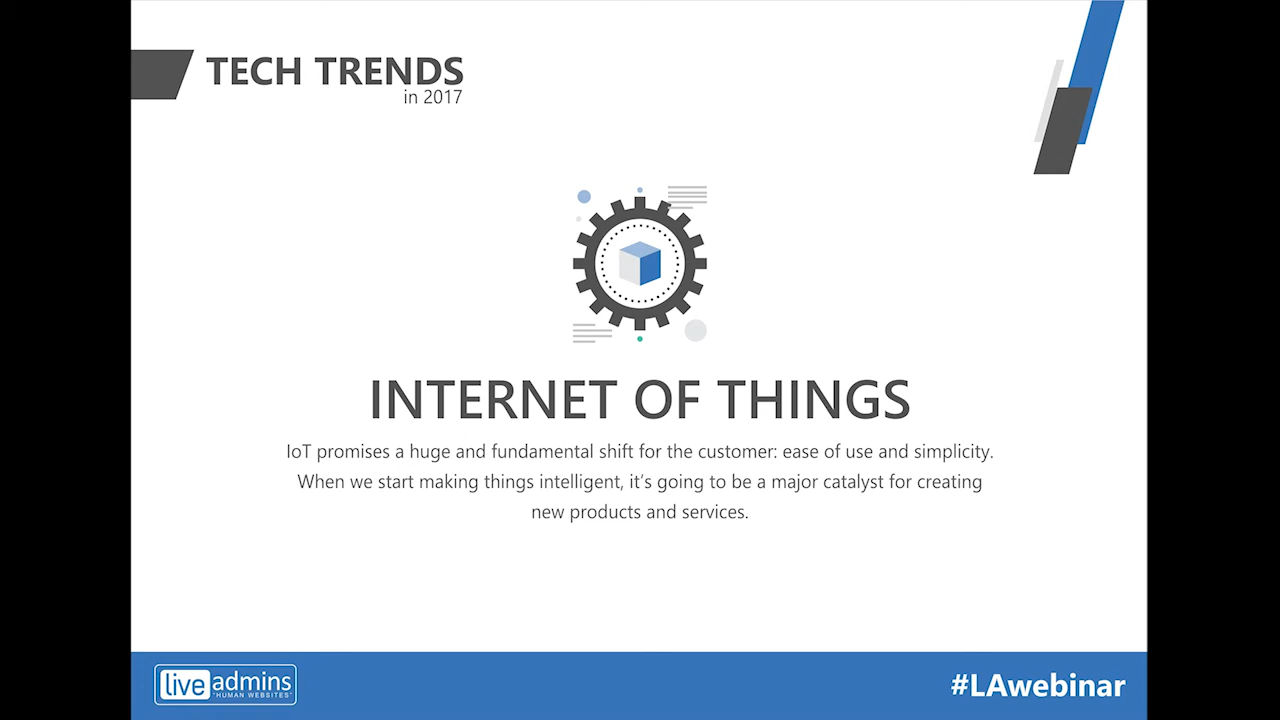 TECH TRENDS
in 2017
INTERNET OF THINGS
IoT promises a huge and fundamental shift for the customer: ease of use and simplicity.
When we start making things intelligent, it's going to be a major catalyst for creating
new products and services.
live admins
"HUMAN WEBSITES"
#LAwebinar